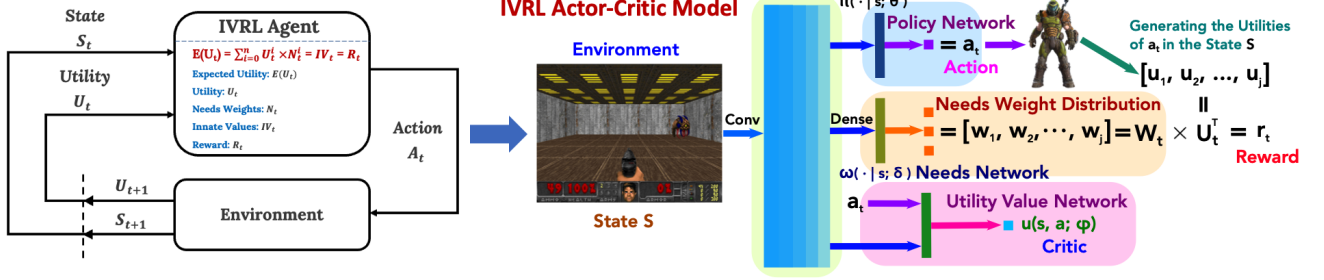 State
S_t
Utility
U_t
IVRL Agent
E(U_t) = ∑_{i=0}^{n} U_t^i × N_t^i = IV_t = R_t
Expected Utility: E(U_t)
Utility: U_t
Needs Weights: N_t
Innate Values: IV_t
Reward: R_t
Action
A_t
U_{t+1}
S_{t+1}
Environment
IVRL Actor-Critic Model
Environment
State S
Conv
Dense
π( · | s; θ )
Policy Network
= a_t
Action
Generating the Utilities
of a_t in the State S
[u_1, u_2, ..., u_j]
Needs Weight Distribution
= [w_1, w_2, ···, w_j] = W_t × U_t^T = r_t
Reward
ω( · | s; δ ) Needs Network
a_t
Utility Value Network
u(s, a; φ)
Critic